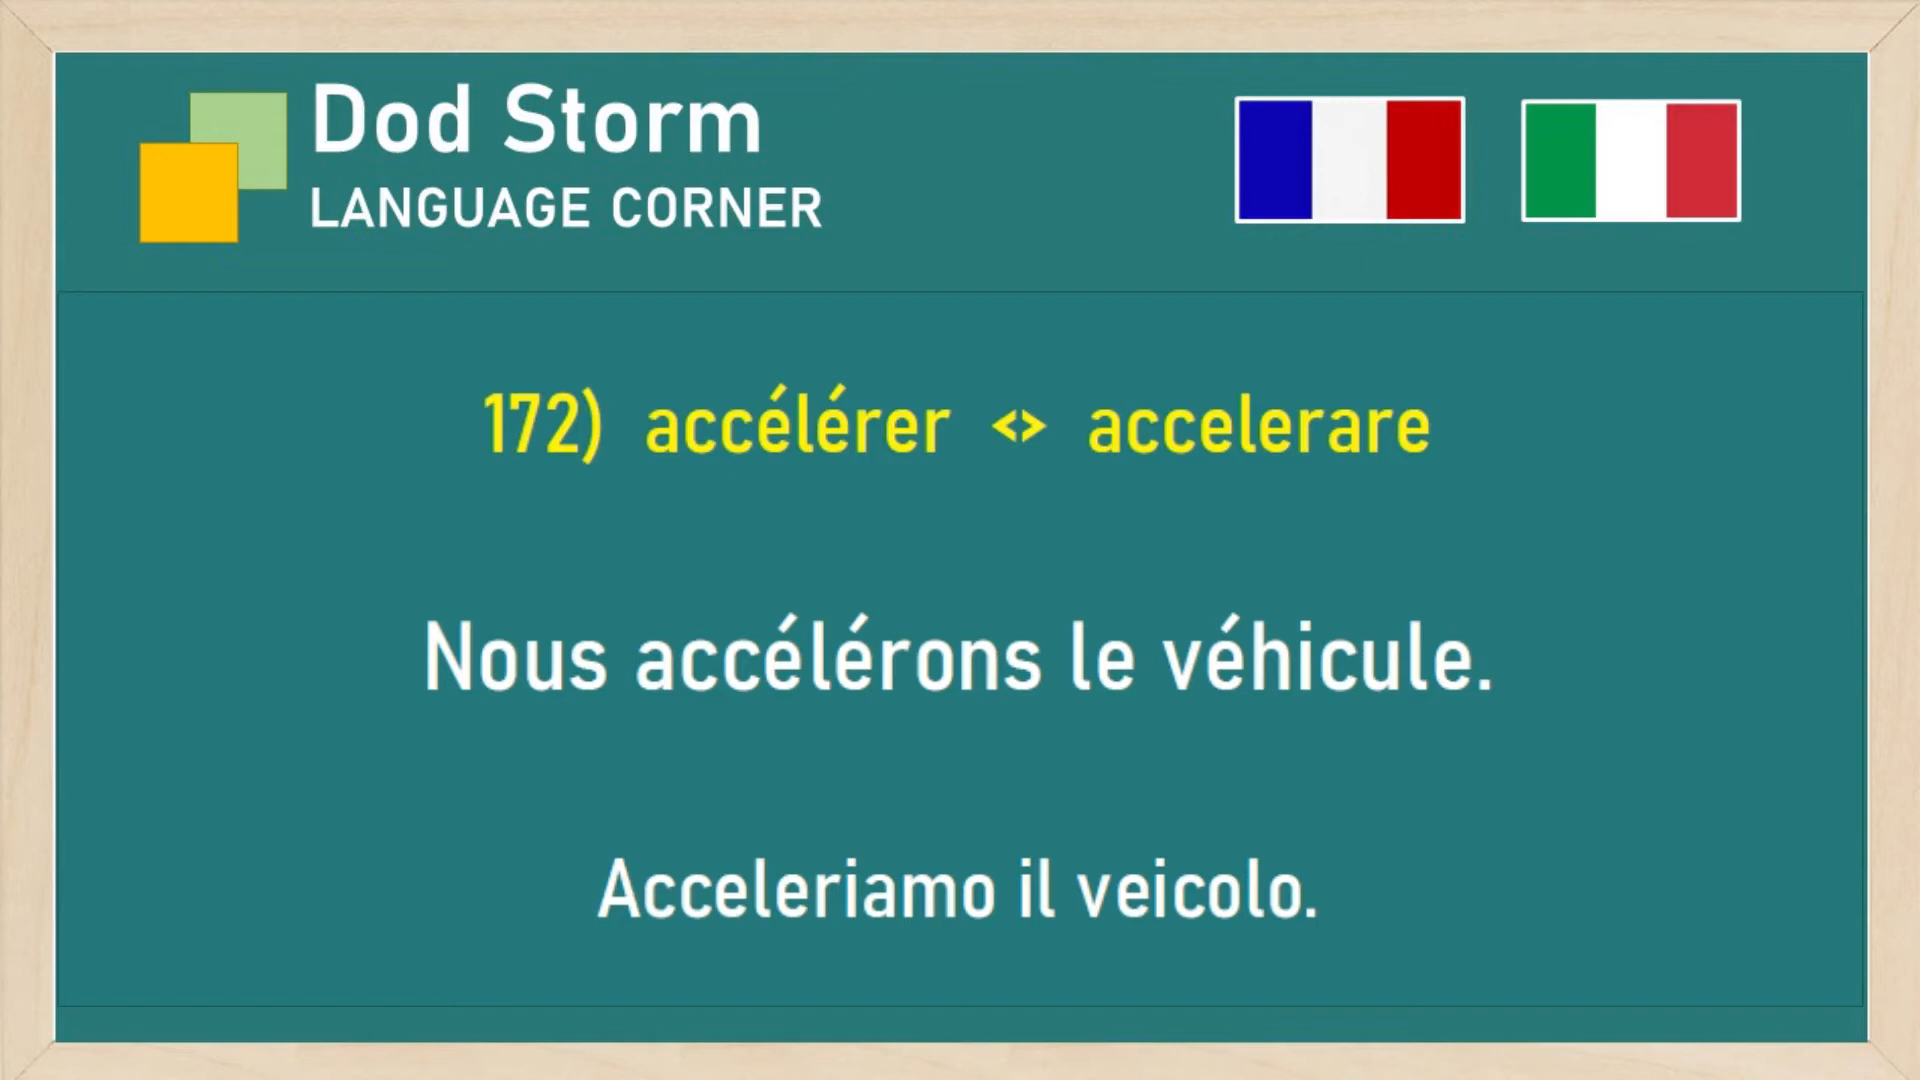 Dod Storm
LANGUAGE CORNER
172) accélérer <> accelerare
Nous accélérons le véhicule.
Acceleriamo il veicolo.